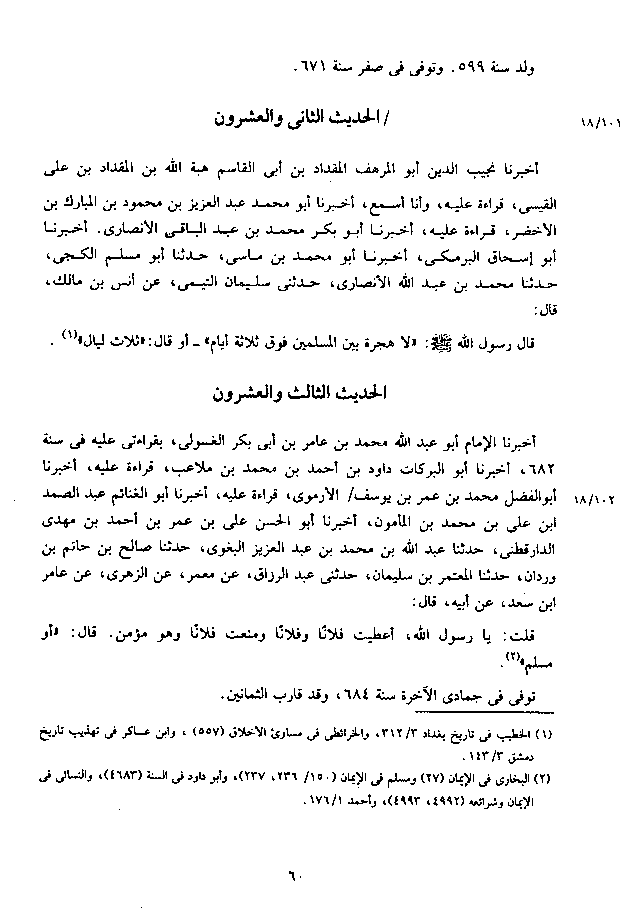 ولد سنة ٥٩٩. وتوفى فى صفر سنة ٦٧١.
١٨/١٠١
/ الحديث الثانى والعشرون
أخبرنا نجيب الدين أبو المرهف المقداد بن أبى القاسم هبة الله بن المقداد بن على
القيسى، قراءة عليه، وأنا أسمع، أخبرنا أبو محمد عبد العزيز بن محمود بن المبارك بن
الأخضر، قراءة عليه، أخبرنا أبو بكر محمد بن عبد الباقى الأنصارى. أخبرنا
أبو إسحاق البرمكى، أخبرنا أبو محمد بن ماسى، حدثنا أبو مسلم الكجى،
حدثنا محمد بن عبد الله الأنصارى، حدثنى سليمان التيمى، عن أنس بن مالك،
قال:
قال رسول الله ﷺ: «لا هجرة بين المسلمين فوق ثلاثة أيام» ـ أو قال: «ثلاث ليال»(١) .
الحديث الثالث والعشرون
أخبرنا الإمام أبو عبد الله محمد بن عامر بن أبى بكر الغسولى، بقراءتى عليه فى سنة
٦٨٢، أخبرنا أبو البركات داود بن أحمد بن محمد بن ملاعب، قراءة عليه، أخبرنا
١٨/١٠٢
أبوالفضل محمد بن عمر بن يوسف/ الأرموى، قراءة عليه، أخبرنا أبو الغنائم عبد الصمد
ابن على بن محمد بن المأمون، أخبرنا أبو الحسن على بن عمر بن أحمد بن مهدى
الدارقطنى، حدثنا عبد الله بن محمد بن عبد العزيز البغوى، حدثنا صالح بن حاتم بن
وردان، حدثنا المعتمر بن سليمان، حدثنى عبد الرزاق، عن معمر، عن الزهرى، عن عامر
ابن سعد، عن أبيه، قال:
قلت: يا رسول الله، أعطيت فلانًا وفلانًا ومنعت فلانًا وهو مؤمن. قال: «أو
مسلم»(٢).
توفى فى جمادى الآخرة سنة ٦٨٤، وقد قارب الثمانين.
(١) الخطيب فى تاريخ بغداد ٣١٢/٣، والخرائطى فى مساوئ الأخلاق (٥٥٧) ، وابن عساكر فى تهذيب تاريخ
دمشق ١٤٣/٣ .
(٢) البخارى فى الإيمان (٢٧) ومسلم فى الإيمان (١٥٠/ ٢٣٦، ٢٣٧)، وأبو داود فى السنة (٤٦٨٣)، والنسائى فى
الإيمان وشرائعه (٤٩٩٢، ٤٩٩٣)، وأحمد ١٧٦/١.
٦٠